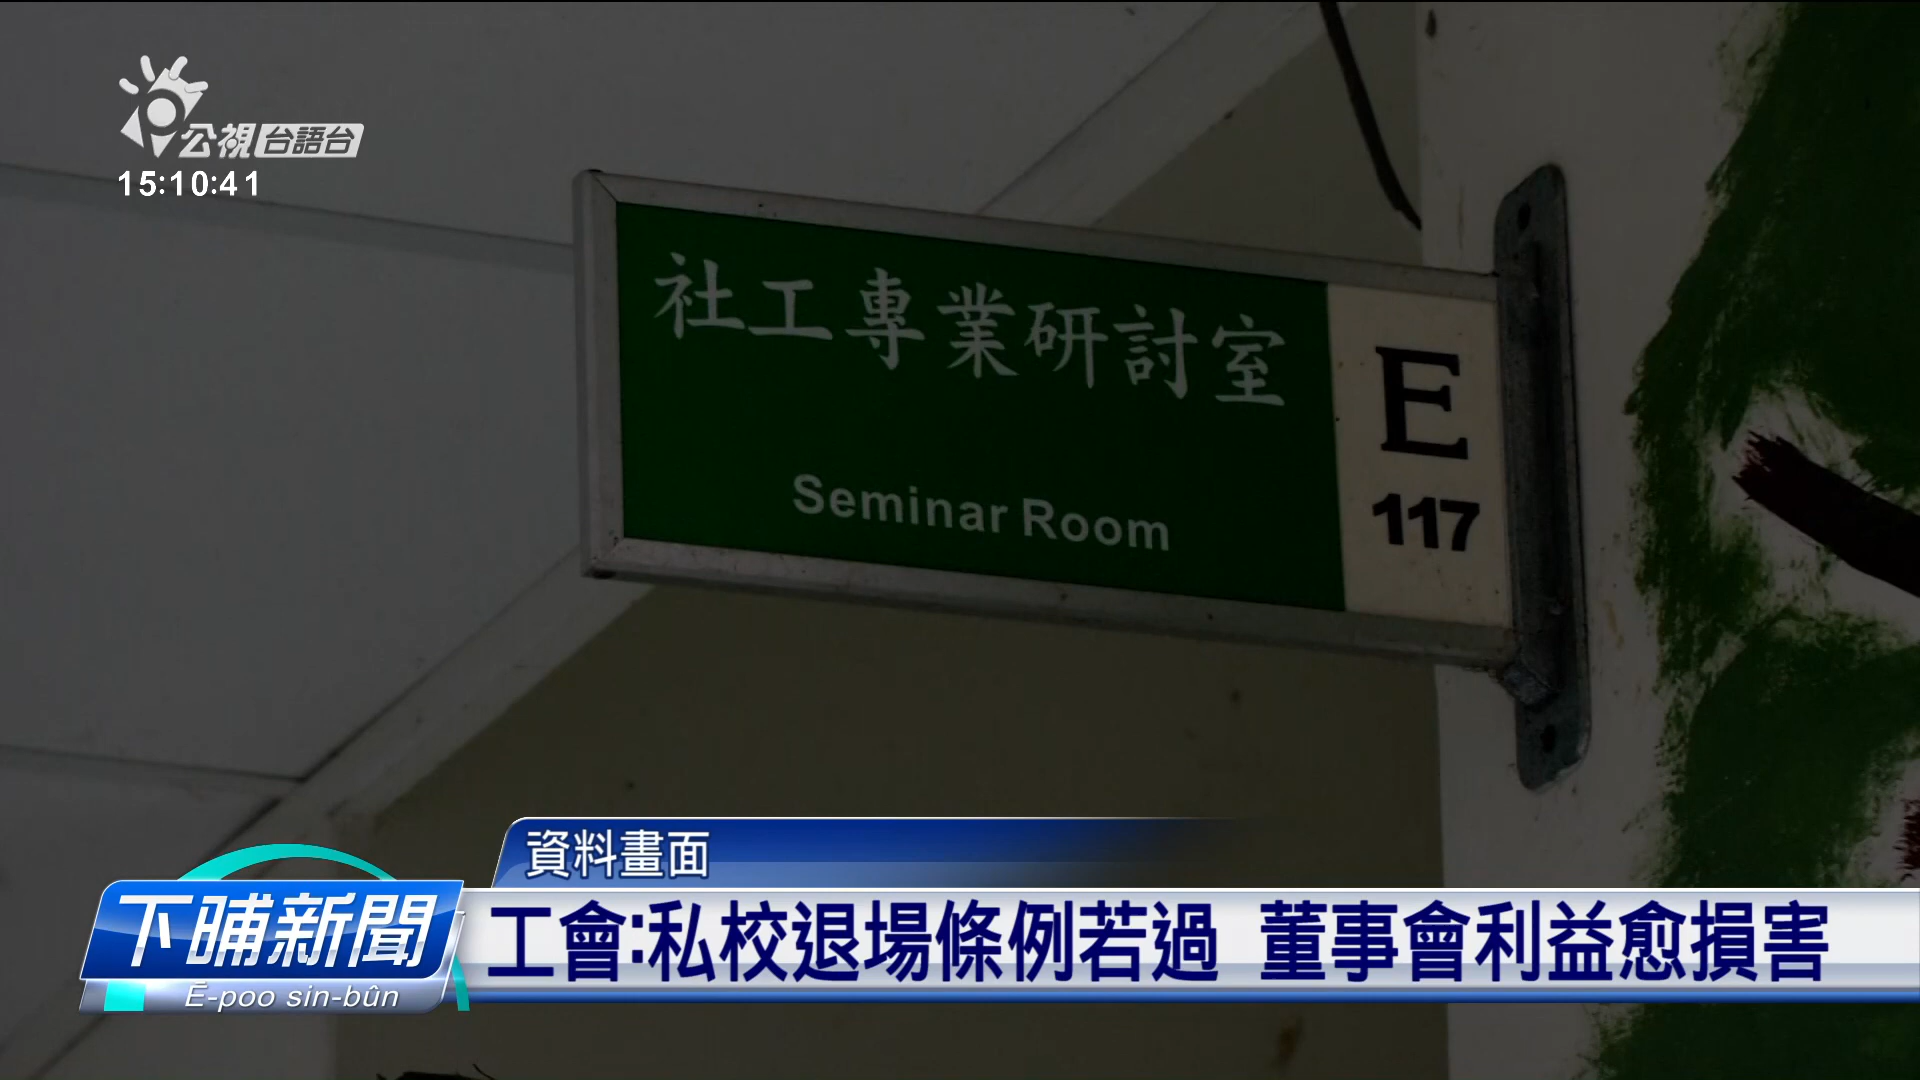 公視台語台
15:10:41
社工專業研討室
Seminar Room
E
117
資料畫面
工會:私校退場條例若過 董事會利益愈損害
下晡新聞
Ē-poo sin-bûn